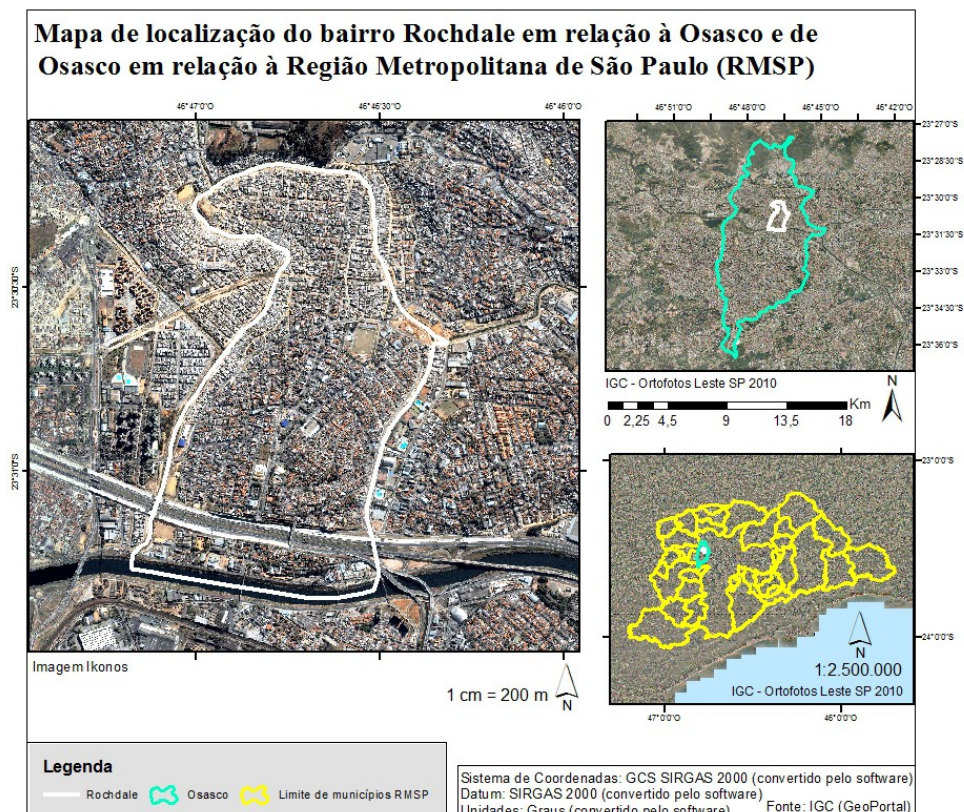 Mapa de localização do bairro Rochdale em relação à Osasco e de
Osasco em relação à Região Metropolitana de São Paulo (RMSP)
46°47'0"O 46°46'30"O 46°46'0"O
23°30'30"S
23°31'0"S
Imagem Ikonos
1 cm = 200 m
N
46°51'0"O 46°48'0"O 46°45'0"O 46°42'0"O
23°27'0"S
23°28'30"S
23°30'0"S
23°31'30"S
23°33'0"S
23°34'30"S
23°36'0"S
IGC - Ortofotos Leste SP 2010
N
Km
0 2,25 4,5 9 13,5 18
23°0'0"S
24°0'0"S
N
1:2.500.000
IGC - Ortofotos Leste SP 2010
47°0'0"O 46°0'0"O
Legenda
Rochdale Osasco Limite de municípios RMSP
Sistema de Coordenadas: GCS SIRGAS 2000 (convertido pelo software)
Datum: SIRGAS 2000 (convertido pelo software)
Unidades: Graus (convertido pelo software) Fonte: IGC (GeoPortal)